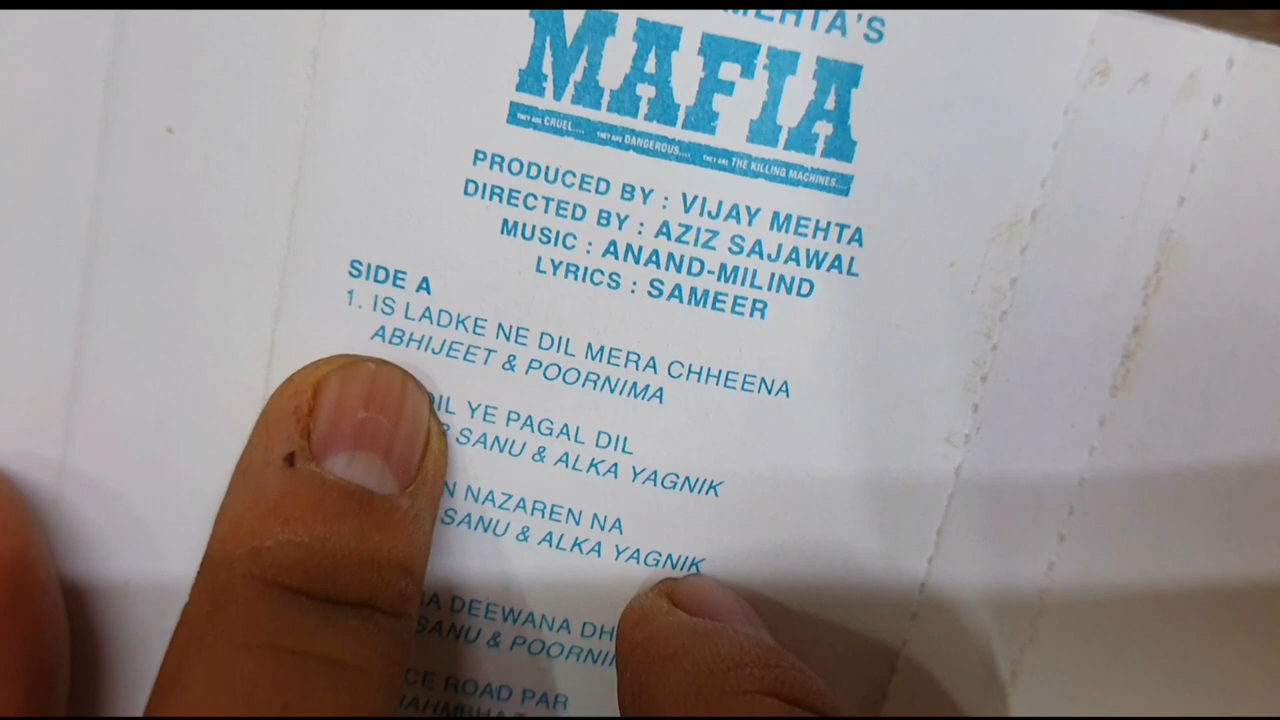 MEHTA'S
MAFIA
THEY ARE CRUEL.... THEY ARE DANGEROUS.... THEY ARE THE KILLING MACHINES....
PRODUCED BY : VIJAY MEHTA
DIRECTED BY : AZIZ SAJAWAL
MUSIC : ANAND-MILIND
LYRICS : SAMEER
SIDE A
1. IS LADKE NE DIL MERA CHHEENA
ABHIJEET & POORNIMA
DIL YE PAGAL DIL
SANU & ALKA YAGNIK
NAZAREN NA
SANU & ALKA YAGNIK
DEEWANA
SANU &
ROAD PAR